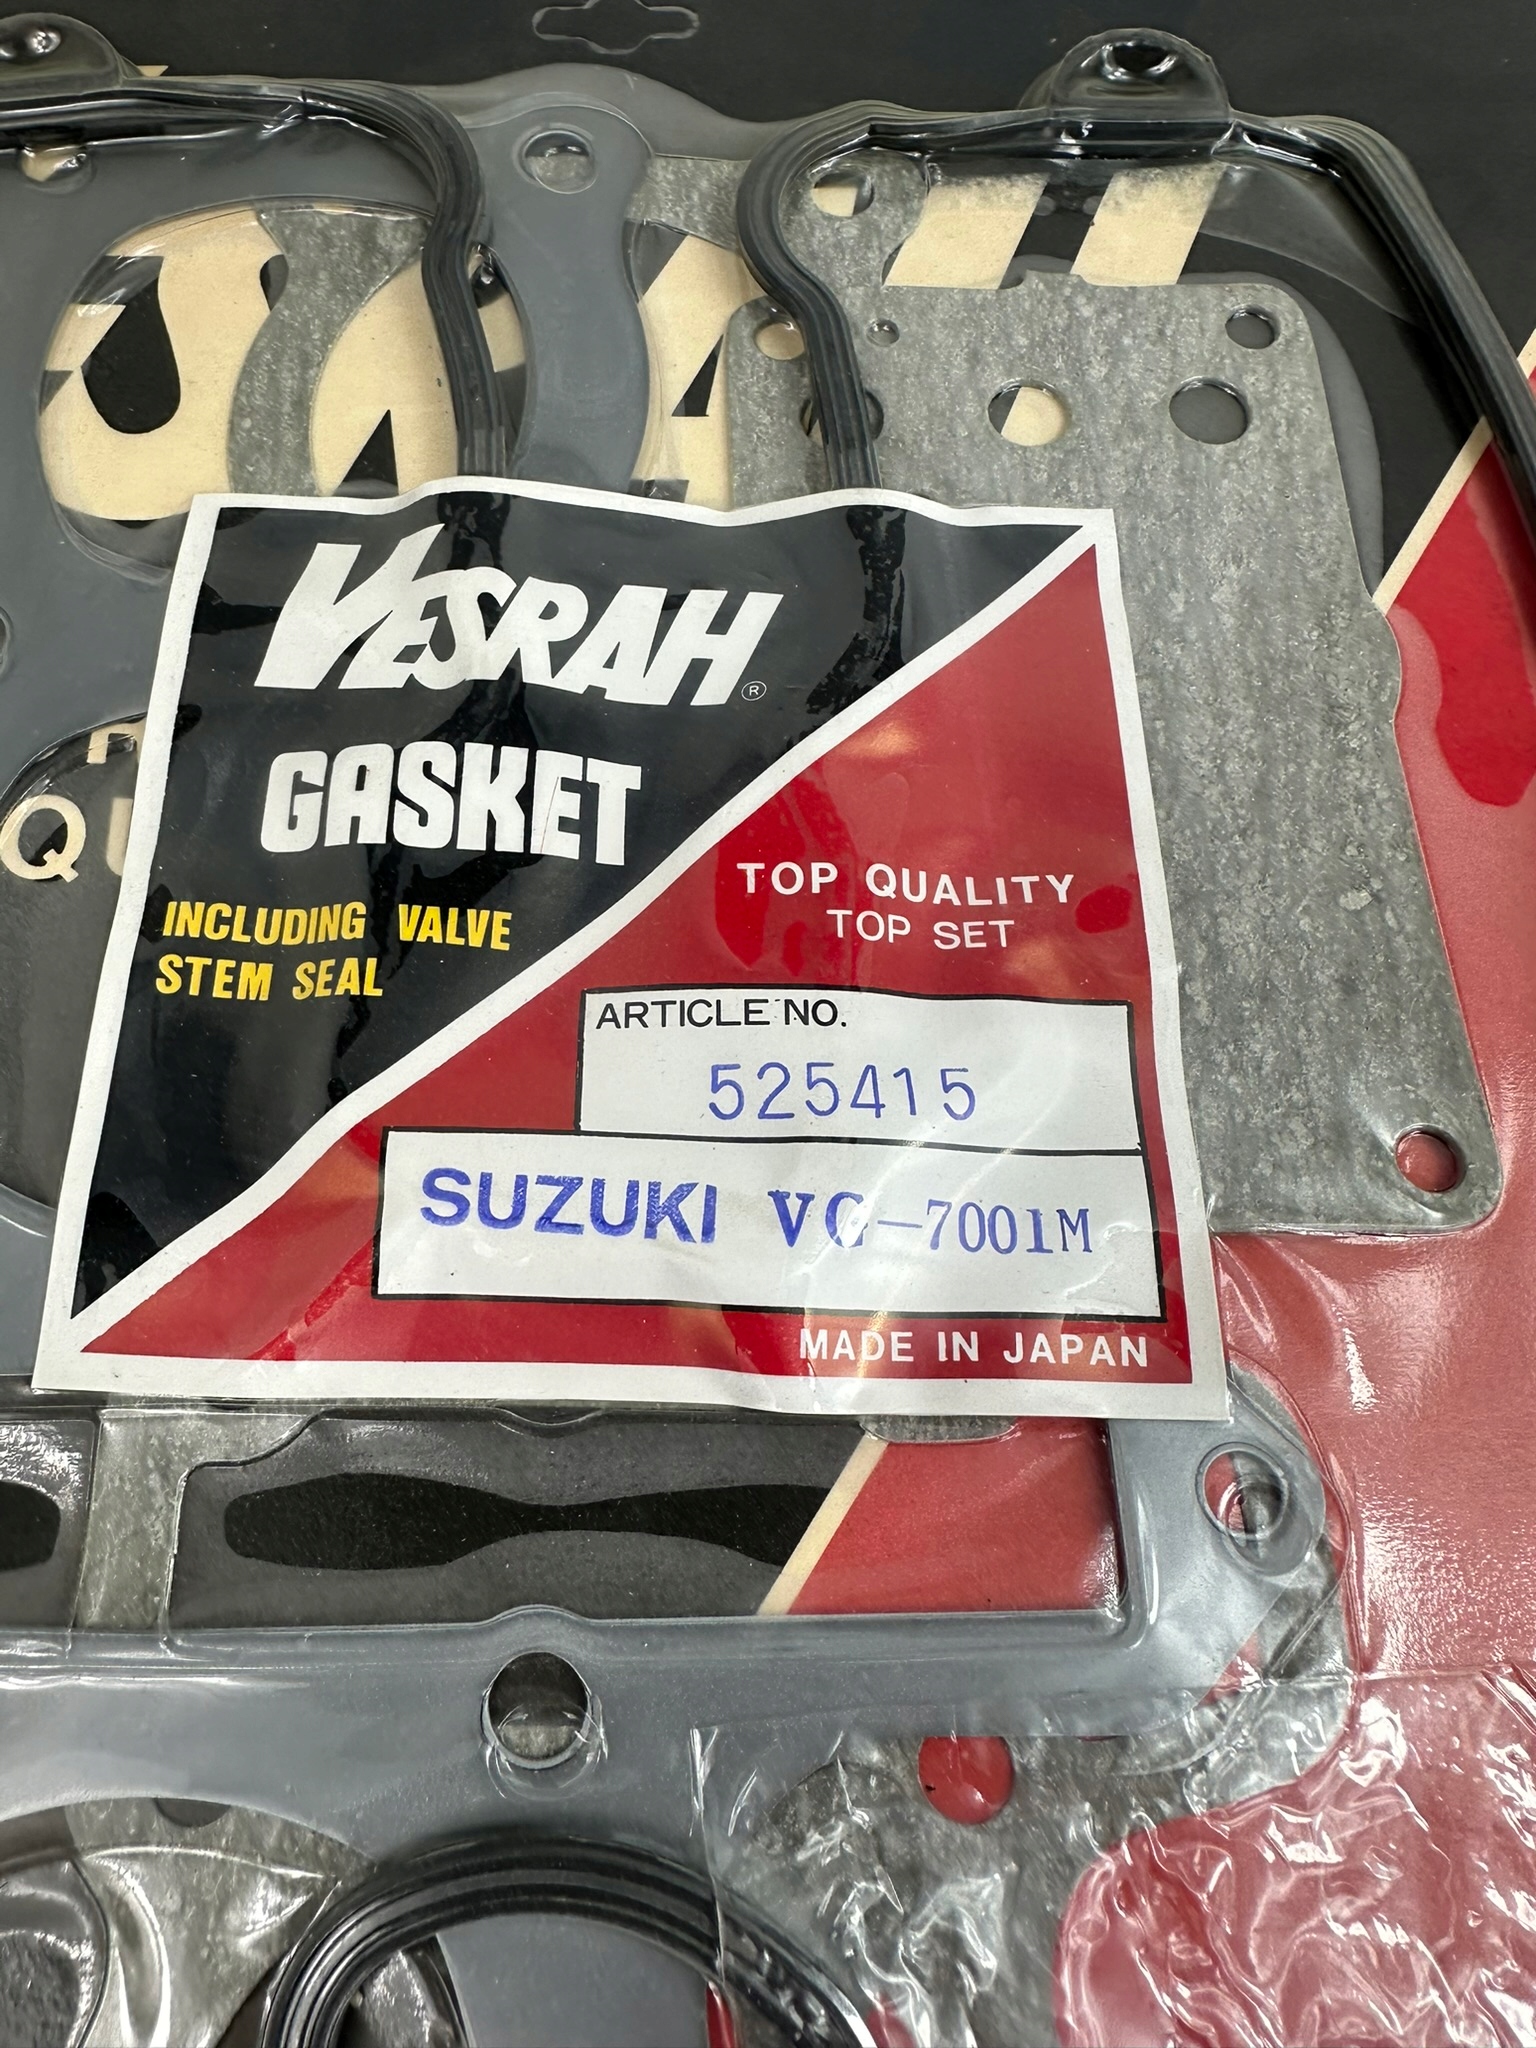 VESRAH®
GASKET
INCLUDING VALVE
STEM SEAL
TOP QUALITY
TOP SET
ARTICLE NO.
525415
SUZUKI VG-7001M
MADE IN JAPAN